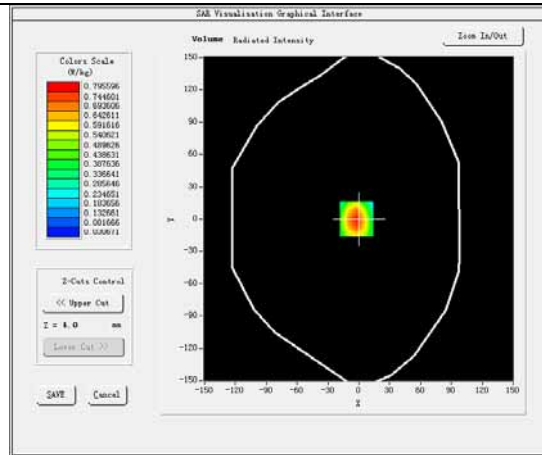 SAR Visualisation Graphical Interface
Volume Radiated Intensity
Zoom In/Out
Colors Scale
(W/kg)
0.795596
0.744601
0.693606
0.642611
0.591616
0.540621
0.489626
0.438631
0.387636
0.336641
0.285646
0.234651
0.183656
0.132661
0.081666
0.030671
150
120
90
60
30
Y
0
-30
-60
-90
-120
-150
-150 -120 -90 -60 -30 0 30 60 90 120 150
X
Z-Cuts Control
<< Upper Cut
Z = 4.0 mm
Lower Cut >>
SAVE Cancel